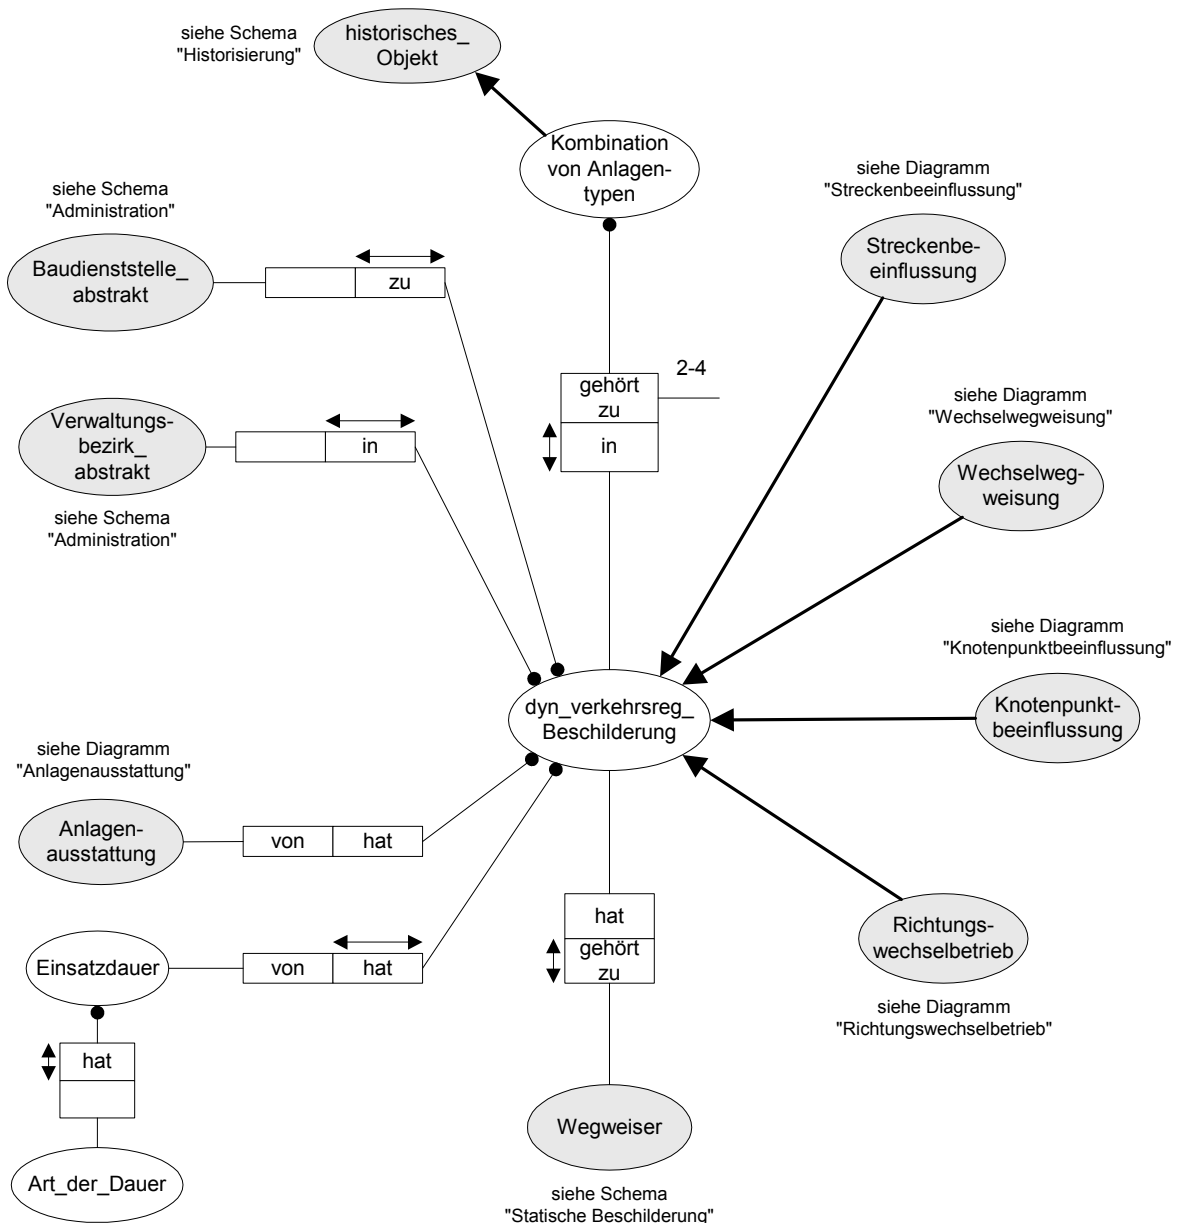 siehe Schema
"Historisierung"
historisches_
Objekt
Kombination
von Anlagen-
typen
siehe Schema
"Administration"
Baudienststelle_
abstrakt
zu
siehe Diagramm
"Streckenbeeinflussung"
Streckenbe-
einflussung
gehört
zu
in
2-4
Verwaltungs-
bezirk_
abstrakt
in
siehe Schema
"Administration"
siehe Diagramm
"Wechselwegweisung"
Wechselweg-
weisung
siehe Diagramm
"Knotenpunktbeeinflussung"
Knotenpunkt-
beeinflussung
dyn_verkehrsreg_
Beschilderung
siehe Diagramm
"Anlagenausstattung"
Anlagen-
ausstattung
von
hat
Einsatzdauer
von
hat
hat
Art_der_Dauer
hat
gehört
zu
Wegweiser
siehe Schema
"Statische Beschilderung"
Richtungs-
wechselbetrieb
siehe Diagramm
"Richtungswechselbetrieb"